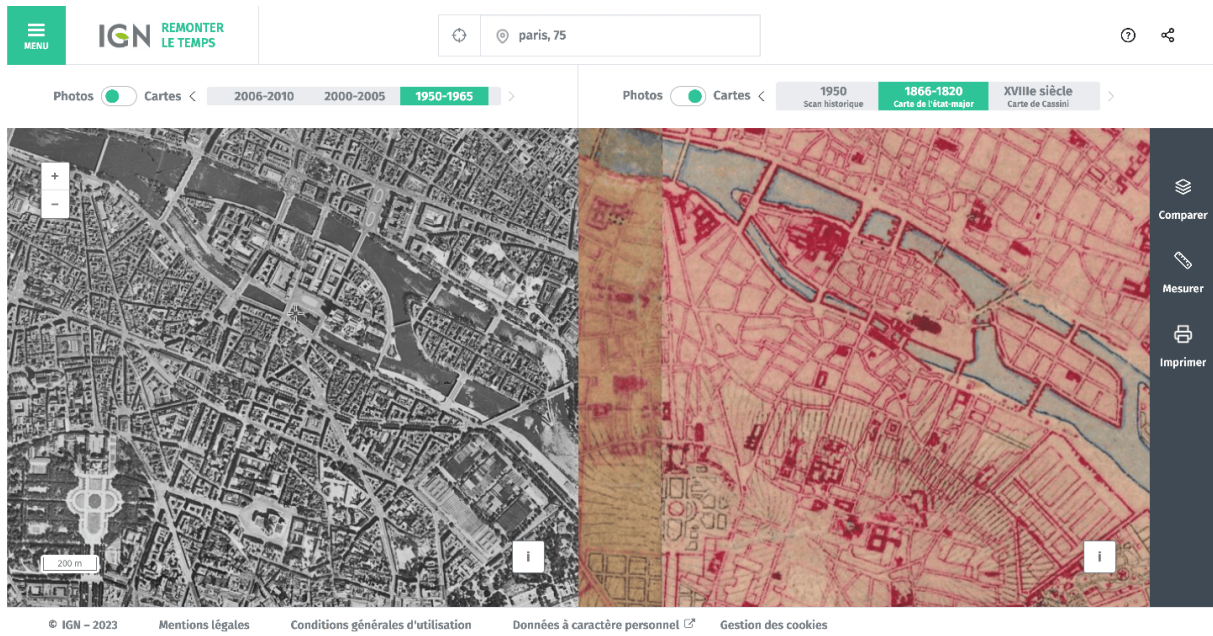 MENU
IGN
REMONTER
LE TEMPS
paris, 75
Photos
Cartes
2006-2010
2000-2005
1950-1965
Photos
Cartes
1950
Scan historique
1866-1820
Carte de l'état-major
XVIIIe siècle
Carte de Cassini
+
−
Comparer
Mesurer
Imprimer
200 m
i
i
© IGN – 2023
Mentions légales
Conditions générales d'utilisation
Données à caractère personnel
Gestion des cookies